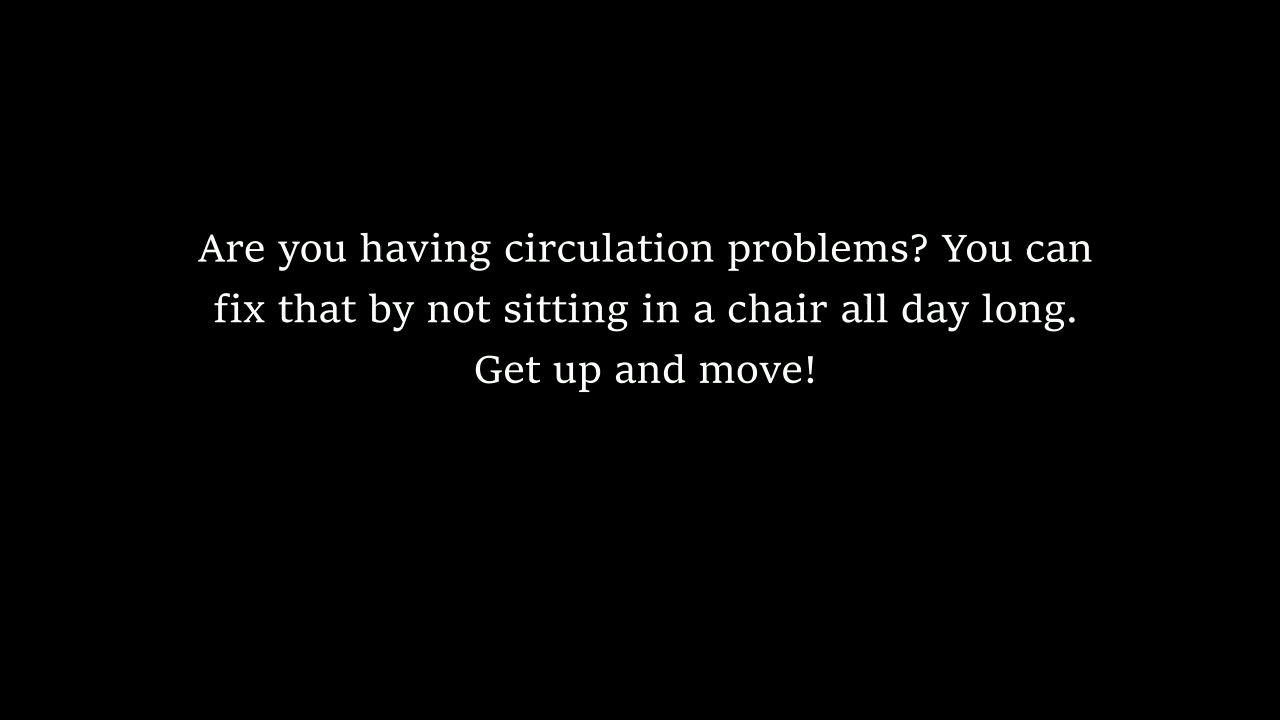 Are you having circulation problems? You can
fix that by not sitting in a chair all day long.
Get up and move!